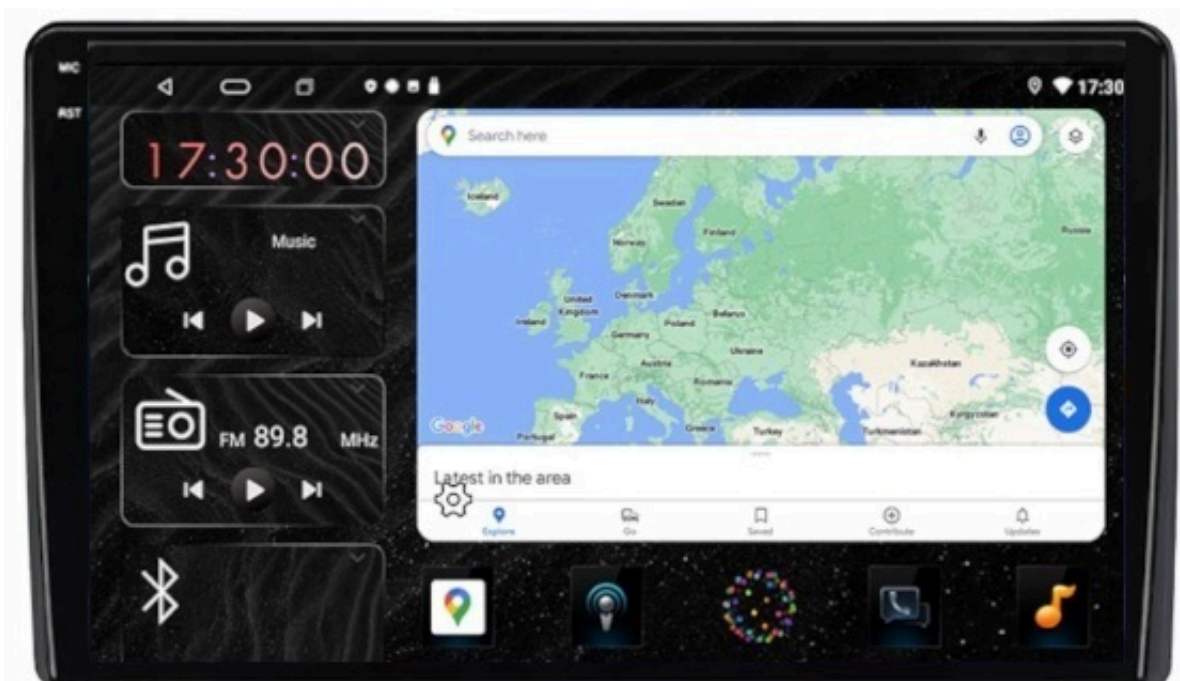 MIC
RST
17:30
17:30:00
Music
FM 89.8 MHz
Search here
Iceland
Sweden
Norway
Finland
Russia
United Kingdom
Denmark
Ireland
Belarus
Poland
Germany
Ukraine
Austria
Kazakhstan
France
Romania
Italy
Spain
Portugal
Greece
Turkey
Kyrgyzstan
Turkmenistan
Google
Latest in the area
Explore
Go
Saved
Contribute
Updates